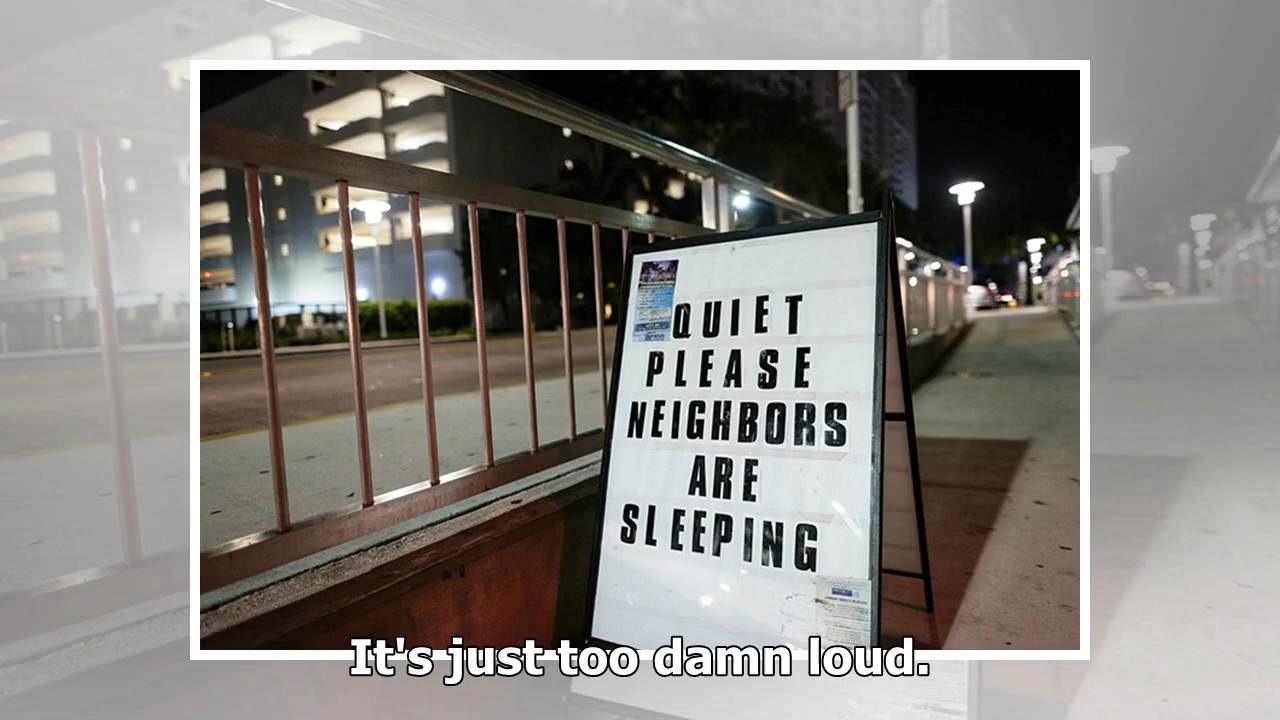 QUIET
PLEASE
NEIGHBORS
ARE
SLEEPING
It's just too damn loud.